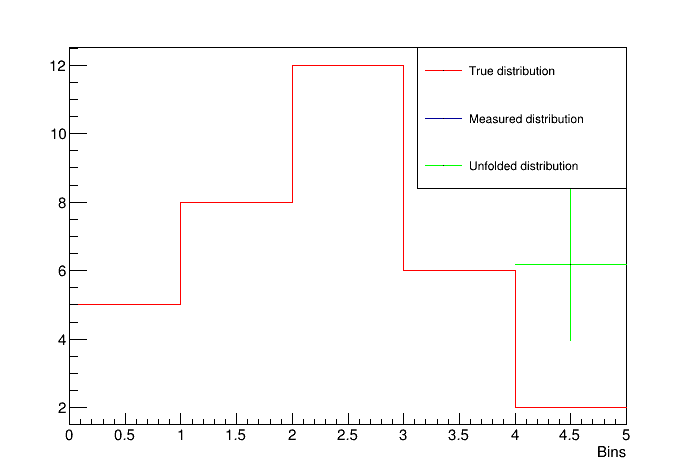 12
10
8
6
4
2
0 0.5 1 1.5 2 2.5 3 3.5 4 4.5 5
Bins
True distribution
Measured distribution
Unfolded distribution